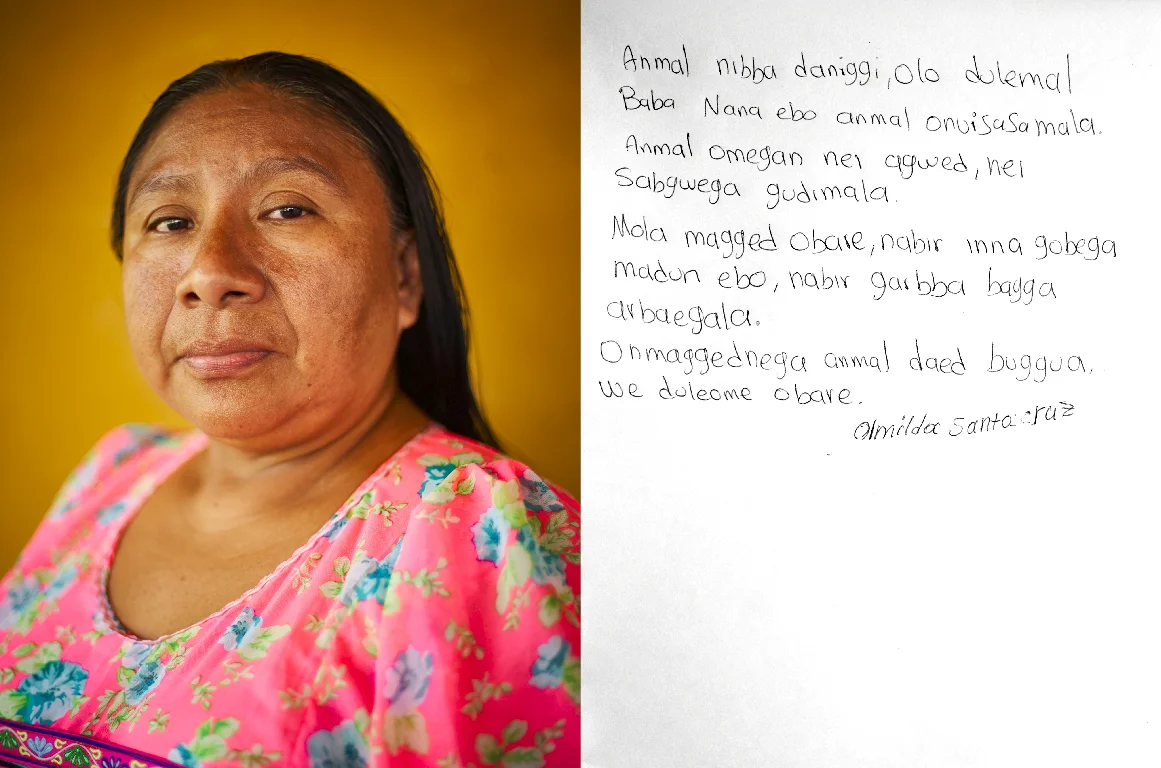 Anmal nibba daniggi, olo dulemal
Baba Nana ebo anmal onuisasamala.
Anmal omegan nei agwed, nei
Sabgwega gudimala.
Mola magged obare, nabir inna gobega
madun ebo, nabir garbba bagga
arbaegala.
Onmaggednega anmal daed buggua,
we duleome obare.
Olmilda Santacruz